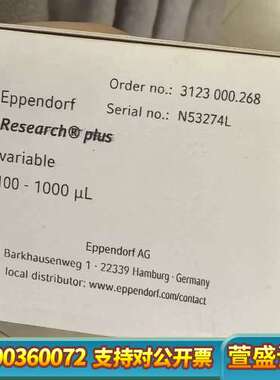 Order no.: 3123 000.268
Eppendorf
Serial no.: N53274L
Research® plus
variable
100 - 1000 µL
Eppendorf AG
Barkhausenweg 1 · 22339 Hamburg · Germany
local distributor: www.eppendorf.com/contact
00360072 支持对公开票 萱盛